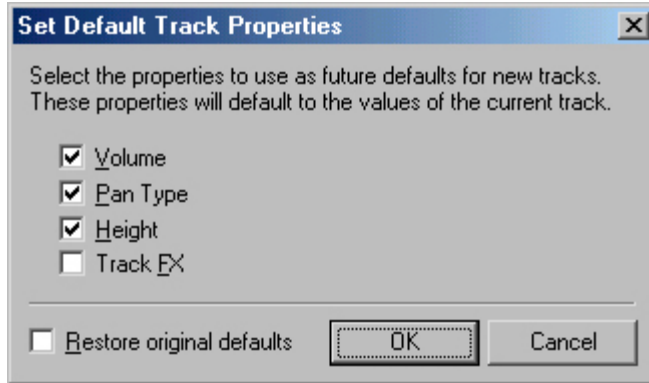 Set Default Track Properties
Select the properties to use as future defaults for new tracks.
These properties will default to the values of the current track.
Volume
Pan Type
Height
Track FX
Restore original defaults
OK
Cancel